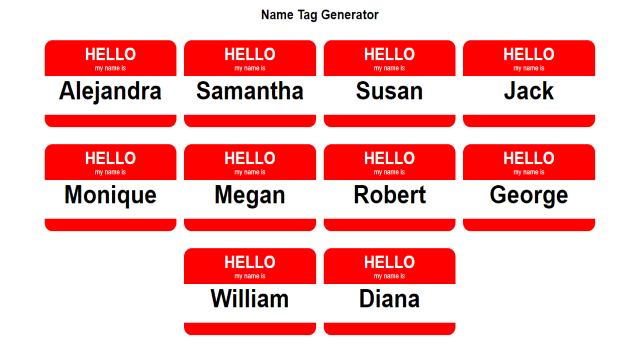 Name Tag Generator
HELLO
my name is
Alejandra
HELLO
my name is
Samantha
HELLO
my name is
Susan
HELLO
my name is
Jack
HELLO
my name is
Monique
HELLO
my name is
Megan
HELLO
my name is
Robert
HELLO
my name is
George
HELLO
my name is
William
HELLO
my name is
Diana